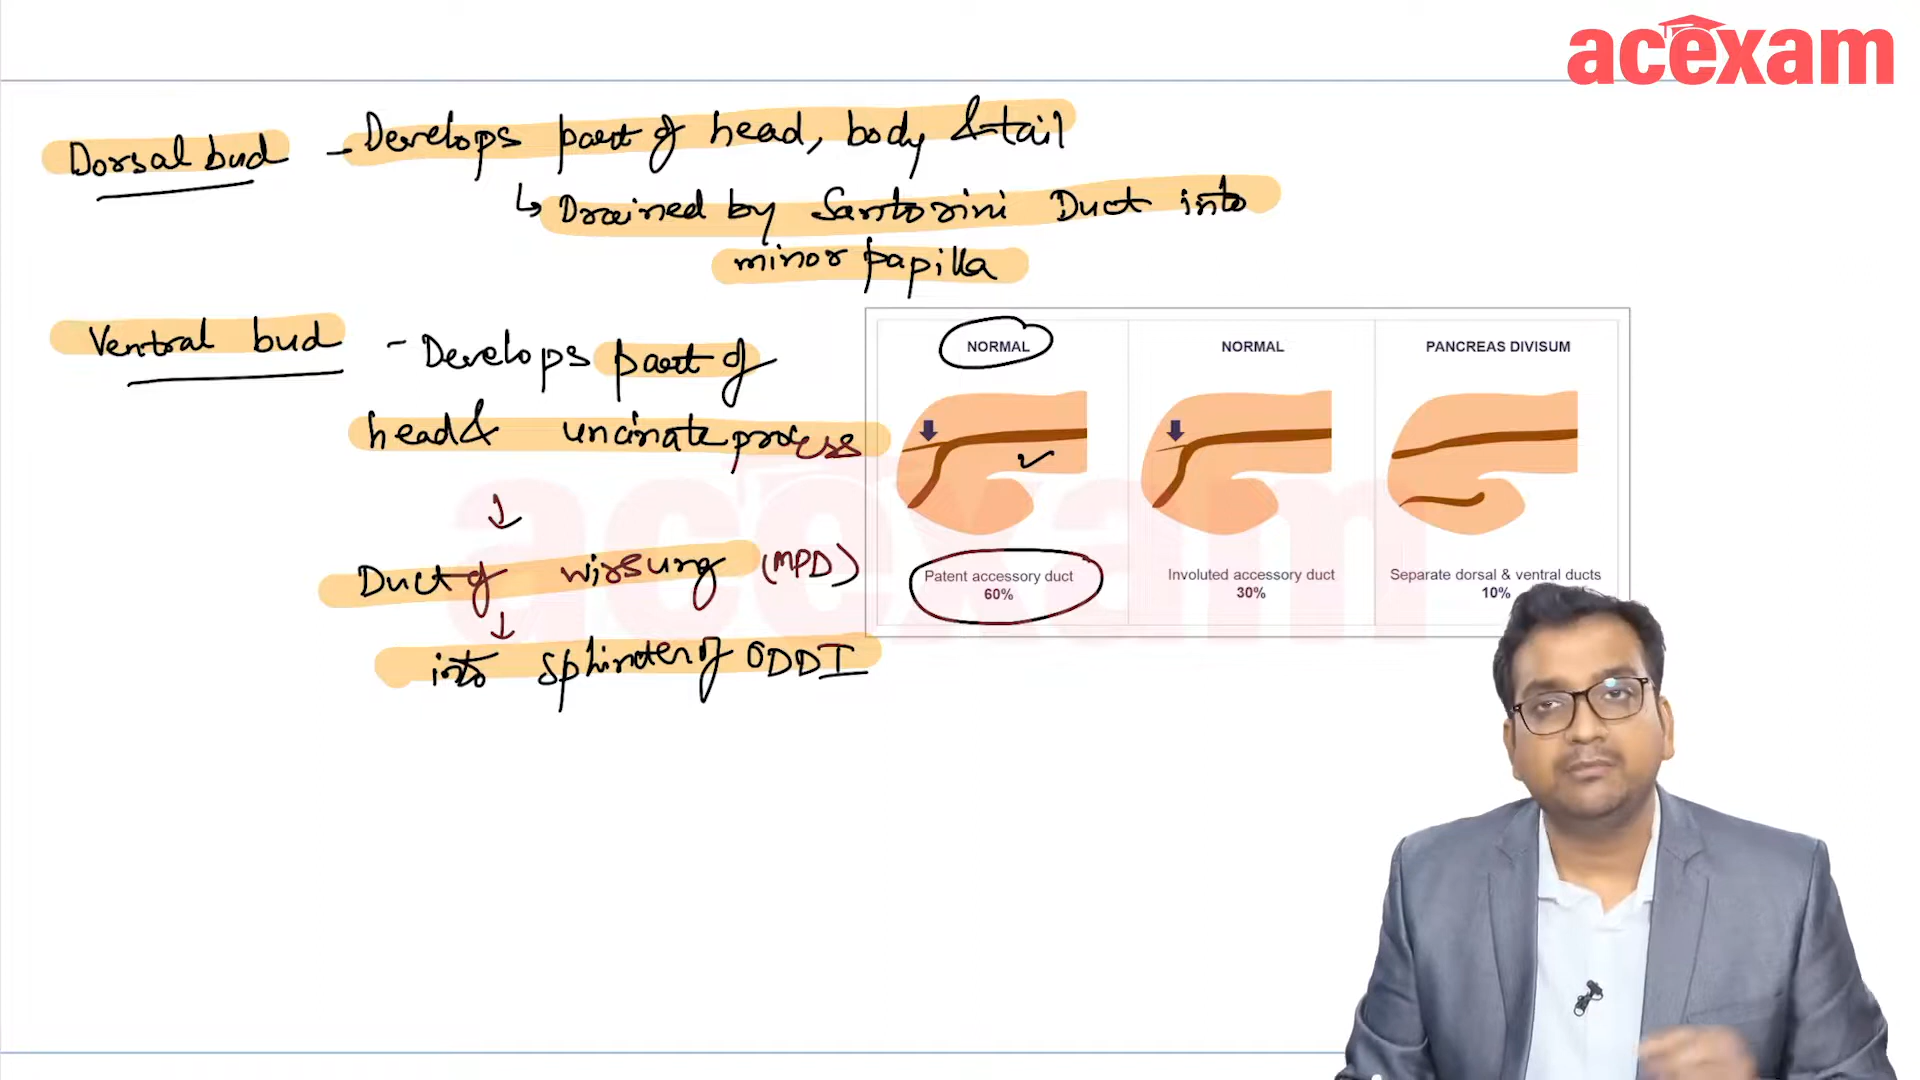 acexam
Dorsal bud - Develops part of head, body & tail
↳ Drained by Santorini Duct into
minor papilla
Ventral bud - Develops part of
head & uncinate process
↓
Duct of wirsung (MPD)
↓
into sphincter of ODDI
NORMAL
Patent accessory duct
60%
NORMAL
Involuted accessory duct
30%
PANCREAS DIVISUM
Separate dorsal & ventral ducts
10%
acexam